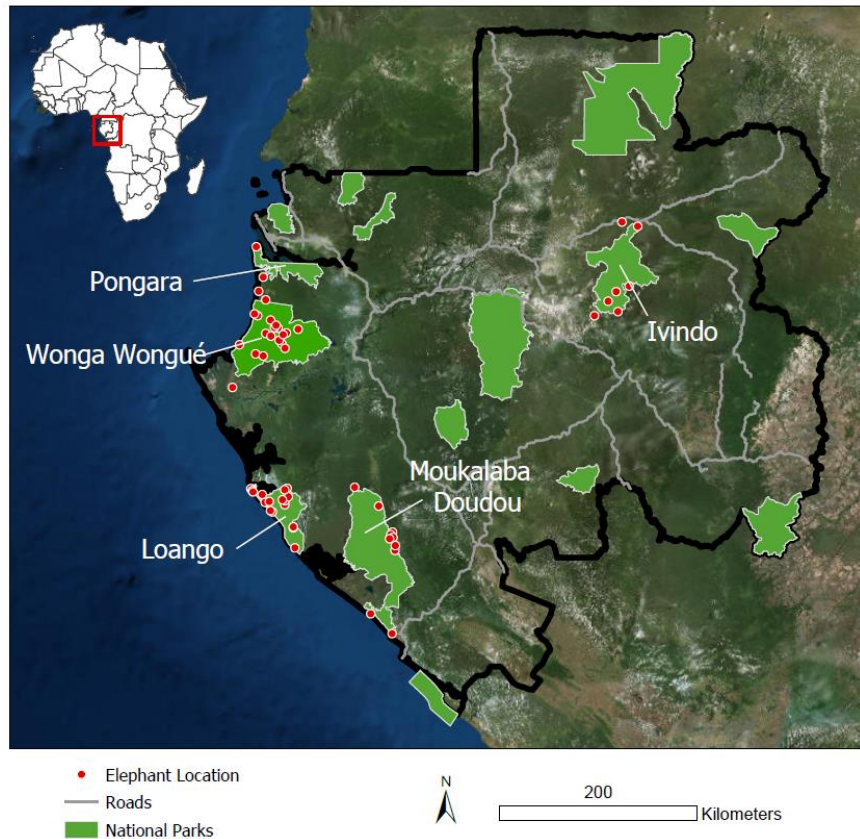 Pongara
Wonga Wongué
Ivindo
Moukalaba
Doudou
Loango
Elephant Location
Roads
National Parks
N
200
Kilometers